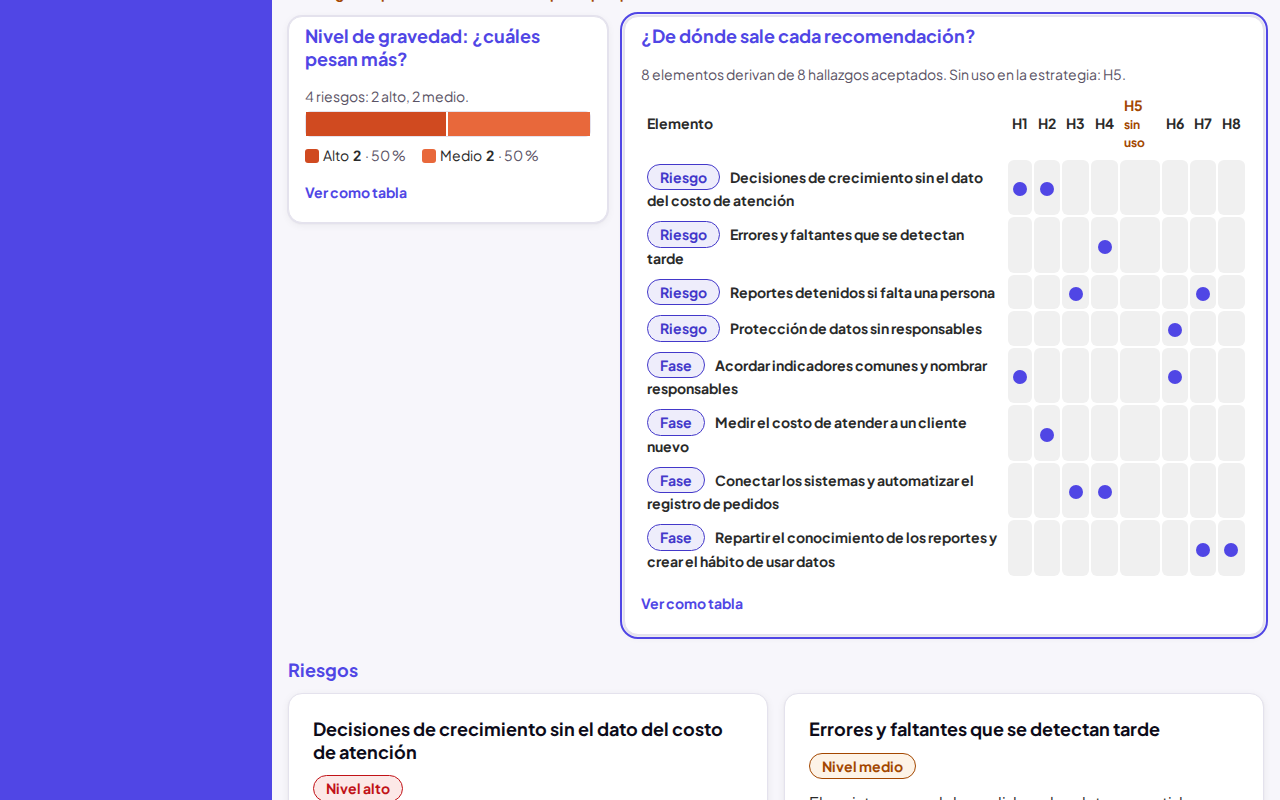 Nivel de gravedad: ¿cuáles
pesan más?
4 riesgos: 2 alto, 2 medio.
Alto 2 · 50 %
Medio 2 · 50 %
Ver como tabla
¿De dónde sale cada recomendación?
8 elementos derivan de 8 hallazgos aceptados. Sin uso en la estrategia: H5.
Elemento H1 H2 H3 H4 H5 sin uso H6 H7 H8
Riesgo Decisiones de crecimiento sin el dato
del costo de atención
Riesgo Errores y faltantes que se detectan
tarde
Riesgo Reportes detenidos si falta una persona
Riesgo Protección de datos sin responsables
Fase Acordar indicadores comunes y nombrar
responsables
Fase Medir el costo de atender a un cliente
nuevo
Fase Conectar los sistemas y automatizar el
registro de pedidos
Fase Repartir el conocimiento de los reportes y
crear el hábito de usar datos
Ver como tabla
Riesgos
Decisiones de crecimiento sin el dato del costo
de atención
Nivel alto
Errores y faltantes que se detectan tarde
Nivel medio